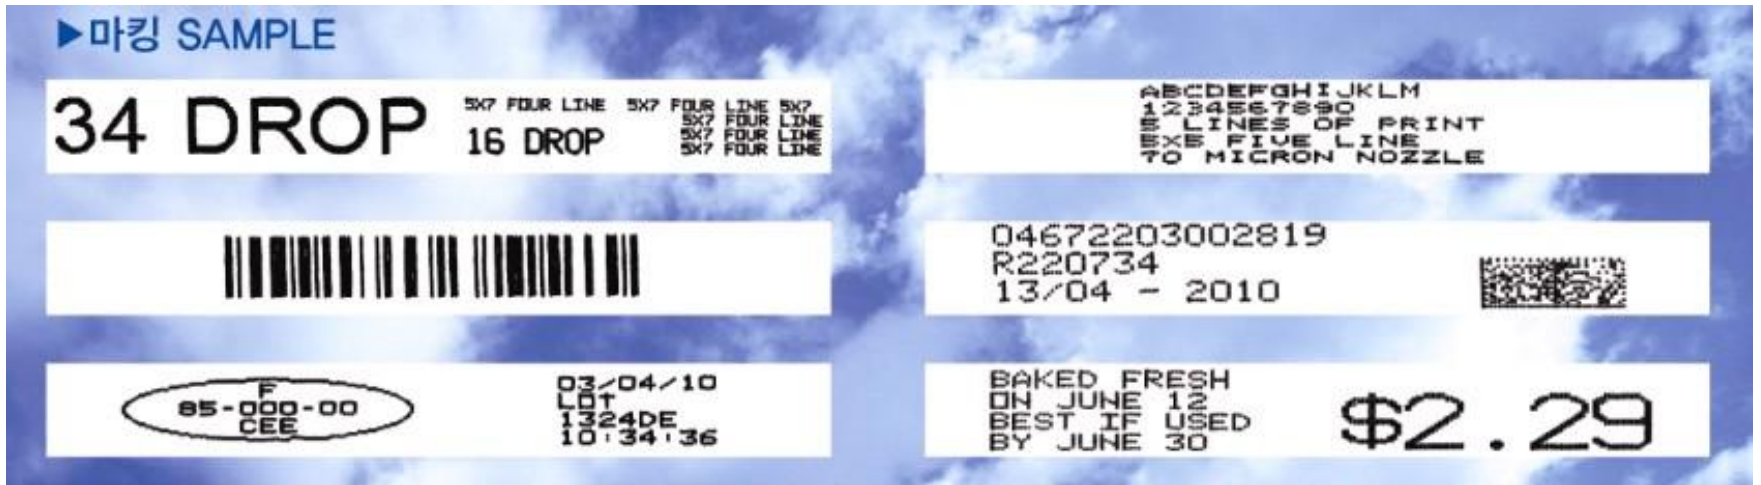 ▶마킹 SAMPLE
34 DROP
5X7 FOUR LINE 5X7 FOUR LINE 5X7
16 DROP
5X7 FOUR LINE
5X7 FOUR LINE
5X7 FOUR LINE
ABCDEFGHIJKLM
1234567890
5 LINES OF PRINT
5X5 FIVE LINE
70 MICRON NOZZLE
04672203002819
R220734
13/04 - 2010
F
85-000-00
CEE
03/04/10
LOT
1324DE
10:34:36
BAKED FRESH
ON JUNE 12
BEST IF USED
BY JUNE 30
$2.29